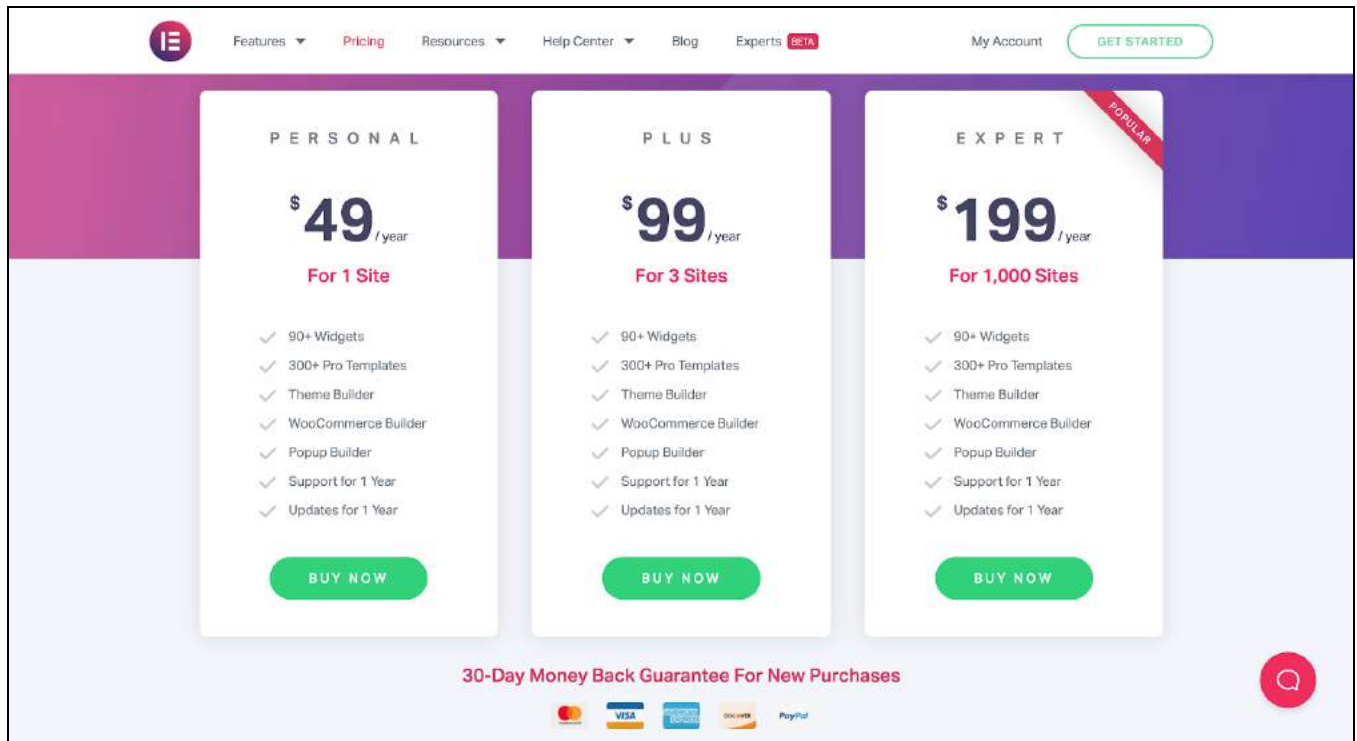 Features Pricing Resources Help Center Blog Experts BETA My Account GET STARTED
PERSONAL
$49/year
For 1 Site
90+ Widgets
300+ Pro Templates
Theme Builder
WooCommerce Builder
Popup Builder
Support for 1 Year
Updates for 1 Year
BUY NOW
PLUS
$99/year
For 3 Sites
90+ Widgets
300+ Pro Templates
Theme Builder
WooCommerce Builder
Popup Builder
Support for 1 Year
Updates for 1 Year
BUY NOW
POPULAR
EXPERT
$199/year
For 1,000 Sites
90+ Widgets
300+ Pro Templates
Theme Builder
WooCommerce Builder
Popup Builder
Support for 1 Year
Updates for 1 Year
BUY NOW
30-Day Money Back Guarantee For New Purchases
VISA AMERICAN EXPRESS DISCOVER PayPal